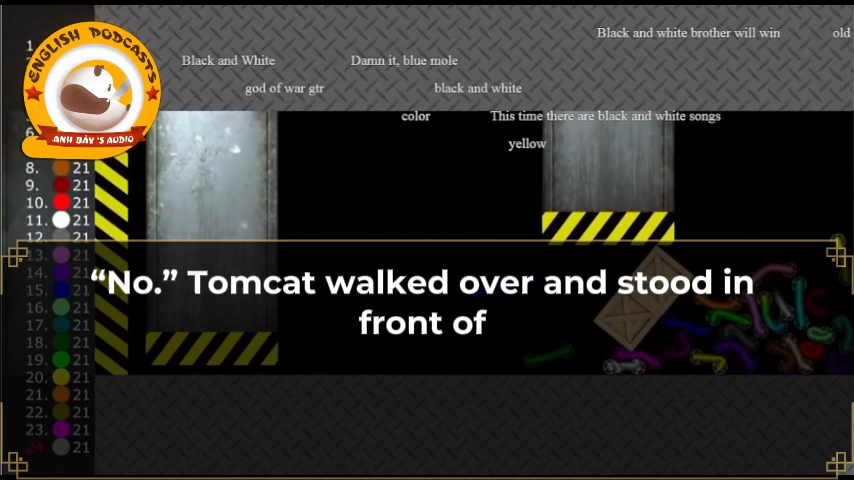 Black and white brother will win
old
1.
ENGLISH PODCASTS
Black and White
Damn it, blue mole
god of war gtr
black and white
color
This time there are black and white songs
ANH BẢY 'S AUDIO
yellow
8. 21
9. 21
10. 21
11. 21
12. 21
13. 21
14. 21
“No.” Tomcat walked over and stood in
15. 21
16. 21
front of
17. 21
18. 21
19. 21
20. 21
21. 21
22. 21
23. 21
24. 21